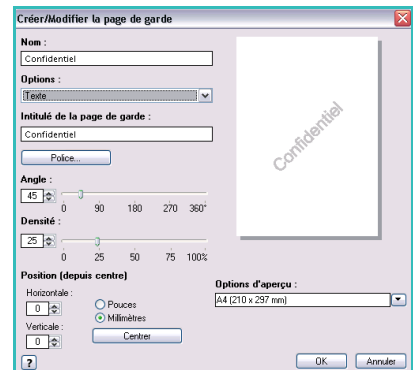 Créer/Modifier la page de garde
Nom :
Confidentiel
Options :
Texte
Intitulé de la page de garde :
Confidentiel
Police...
Angle :
45
0 90 180 270 360°
Densité :
25
0 25 50 75 100%
Position (depuis centre)
Horizontale :
0
Pouces
Millimètres
Verticale :
0
Centrer
Confidentiel
Options d'aperçu :
A4 (210 x 297 mm)
?
OK Annuler